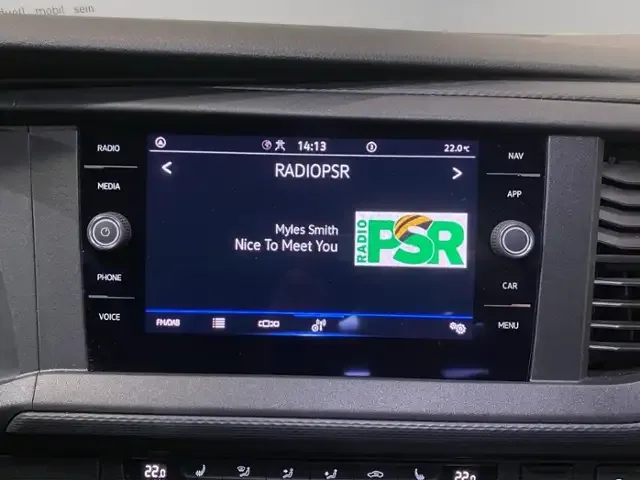 mobil sein
RADIO
MEDIA
PHONE
VOICE
14:13
22.0°C
< RADIOPSR >
Myles Smith
Nice To Meet You
RADIO
PSR
FM/DAB
NAV
APP
CAR
MENU
22.0
22.0